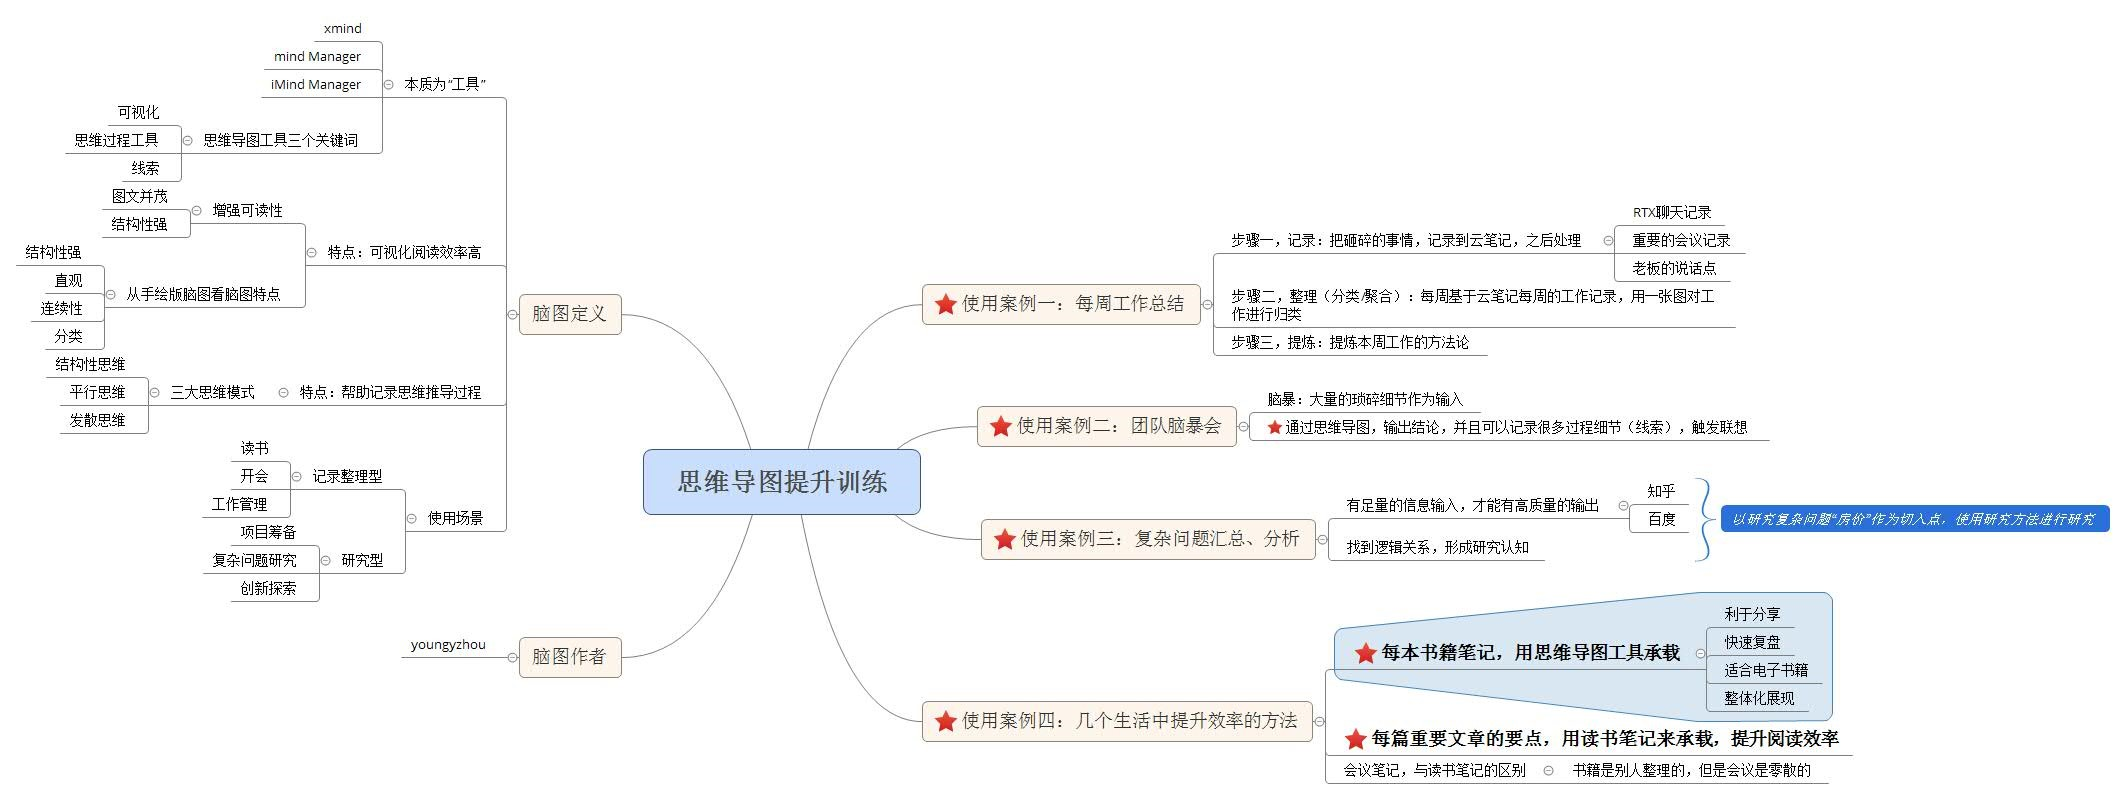 思维导图提升训练
脑图定义
本质为“工具”
xmind
mind Manager
iMind Manager
思维导图工具三个关键词
可视化
思维过程工具
线索
特点：可视化阅读效率高
增强可读性
图文并茂
结构性强
从手绘版脑图看脑图特点
结构性强
直观
连续性
分类
特点：帮助记录思维推导过程
三大思维模式
结构性思维
平行思维
发散思维
使用场景
记录整理型
读书
开会
工作管理
研究型
项目筹备
复杂问题研究
创新探索
脑图作者
youngyzhou
使用案例一：每周工作总结
步骤一，记录：把砸碎的事情，记录到云笔记，之后处理
RTX聊天记录
重要的会议记录
老板的说话点
步骤二，整理（分类/聚合）：每周基于云笔记每周的工作记录，用一张图对工
作进行归类
步骤三，提炼：提炼本周工作的方法论
使用案例二：团队脑暴会
脑暴：大量的琐碎细节作为输入
通过思维导图，输出结论，并且可以记录很多过程细节（线索），触发联想
使用案例三：复杂问题汇总、分析
有足量的信息输入，才能有高质量的输出
知乎
百度
找到逻辑关系，形成研究认知
以研究复杂问题“房价”作为切入点，使用研究方法进行研究
使用案例四：几个生活中提升效率的方法
每本书籍笔记，用思维导图工具承载
利于分享
快速复盘
适合电子书籍
整体化展现
每篇重要文章的要点，用读书笔记来承载，提升阅读效率
会议笔记，与读书笔记的区别
书籍是别人整理的，但是会议是零散的